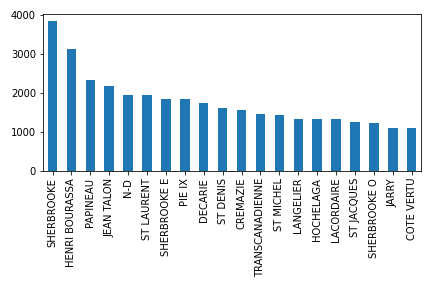 4000
3000
2000
1000
0
SHERBROOKE
HENRI BOURASSA
PAPINEAU
JEAN TALON
N-D
ST LAURENT
SHERBROOKE E
PIE IX
DECARIE
ST DENIS
CREMAZIE
TRANSCANADIENNE
ST MICHEL
LANGELIER
HOCHELAGA
LACORDAIRE
ST JACQUES
SHERBROOKE O
JARRY
COTE VERTU